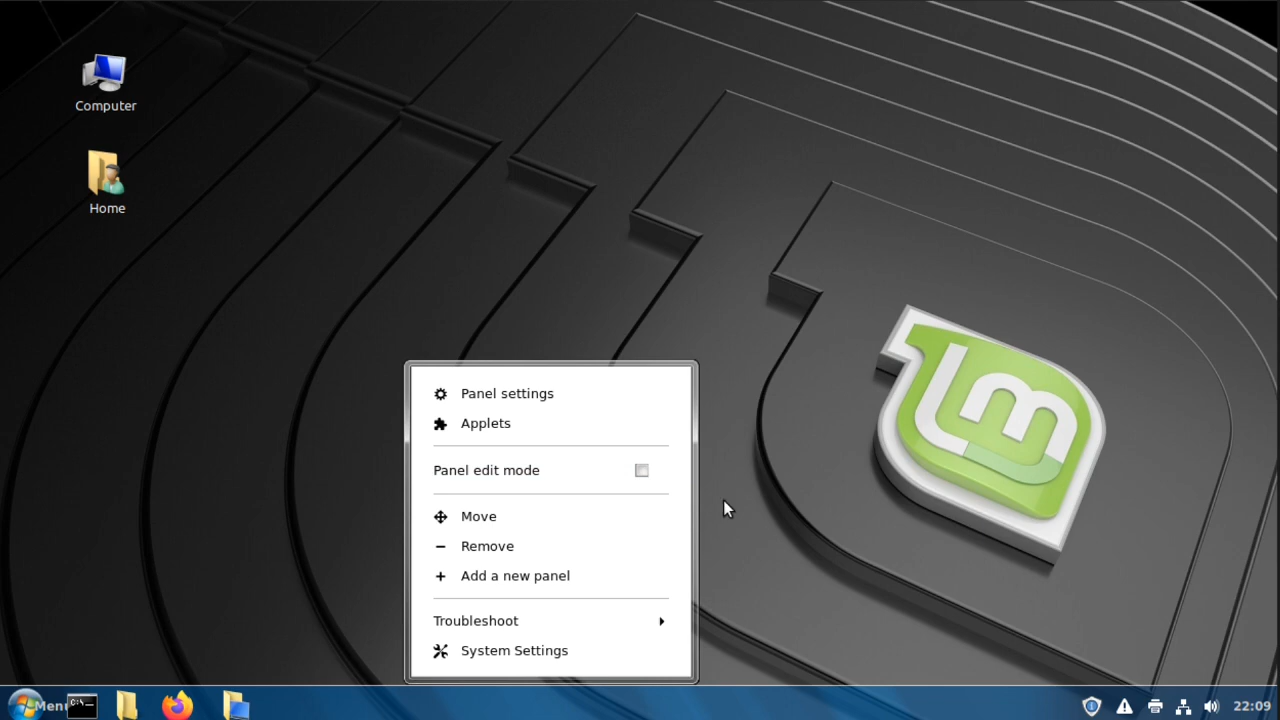 Computer
Home
Panel settings
Applets
Panel edit mode
Move
Remove
Add a new panel
Troubleshoot
System Settings
Menu
C:\
22:09